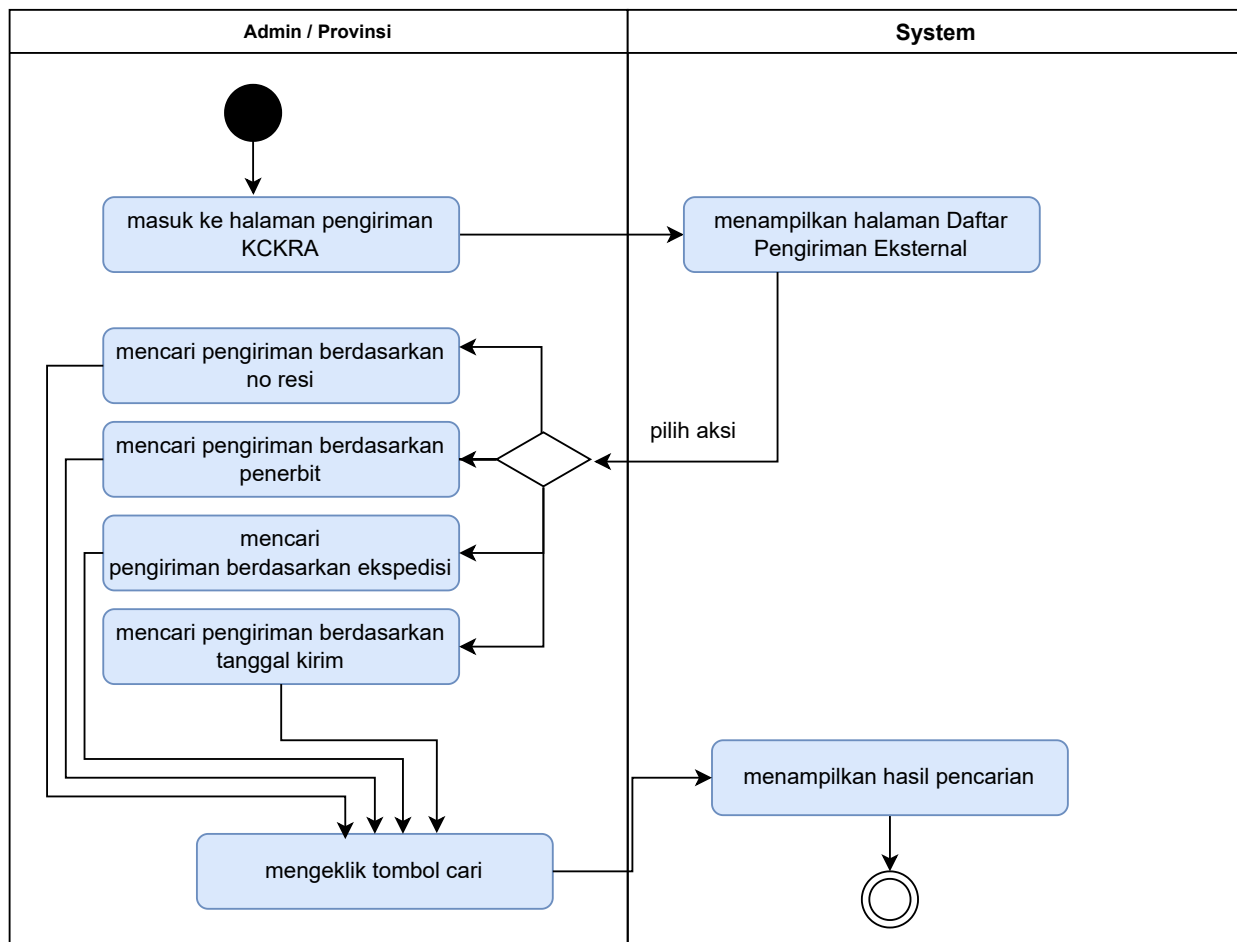 Admin / Provinsi
System
masuk ke halaman pengiriman
KCKRA
menampilkan halaman Daftar
Pengiriman Eksternal
mencari pengiriman berdasarkan
no resi
pilih aksi
mencari pengiriman berdasarkan
penerbit
mencari
pengiriman berdasarkan ekspedisi
mencari pengiriman berdasarkan
tanggal kirim
menampilkan hasil pencarian
mengeklik tombol cari